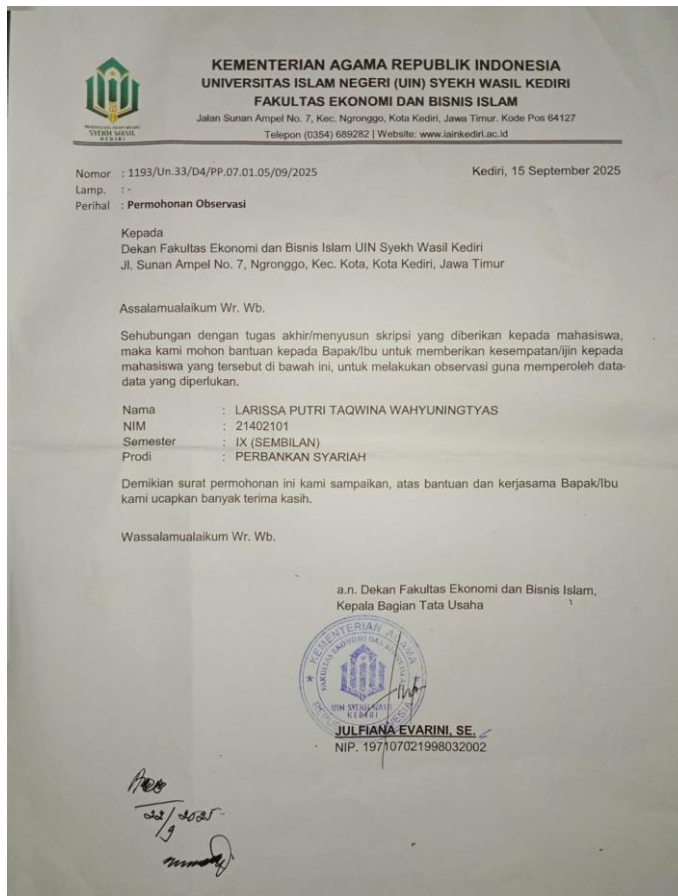 KEMENTERIAN AGAMA REPUBLIK INDONESIA
UNIVERSITAS ISLAM NEGERI (UIN) SYEKH WASIL KEDIRI
FAKULTAS EKONOMI DAN BISNIS ISLAM
Jalan Sunan Ampel No. 7, Kec. Ngronggo, Kota Kediri, Jawa Timur. Kode Pos 64127
Telepon (0354) 689282 | Website: www.iainkediri.ac.id
SYEKH WASIL
KEDIRI
Nomor : 1193/Un.33/D4/PP.07.01.05/09/2025 Kediri, 15 September 2025
Lamp. : -
Perihal : Permohonan Observasi
Kepada
Dekan Fakultas Ekonomi dan Bisnis Islam UIN Syekh Wasil Kediri
Jl. Sunan Ampel No. 7, Ngronggo, Kec. Kota, Kota Kediri, Jawa Timur
Assalamualaikum Wr. Wb.
Sehubungan dengan tugas akhir/menyusun skripsi yang diberikan kepada mahasiswa,
maka kami mohon bantuan kepada Bapak/Ibu untuk memberikan kesempatan/ijin kepada
mahasiswa yang tersebut di bawah ini, untuk melakukan observasi guna memperoleh data-
data yang diperlukan.
Nama : LARISSA PUTRI TAQWINA WAHYUNINGTYAS
NIM : 21402101
Semester : IX (SEMBILAN)
Prodi : PERBANKAN SYARIAH
Demikian surat permohonan ini kami sampaikan, atas bantuan dan kerjasama Bapak/Ibu
kami ucapkan banyak terima kasih.
Wassalamualaikum Wr. Wb.
a.n. Dekan Fakultas Ekonomi dan Bisnis Islam,
Kepala Bagian Tata Usaha
KEMENTERIAN AGAMA
FAKULTAS EKONOMI DAN BISNIS ISLAM
UIN SYEKH WASIL
KEDIRI
REPUBLIK INDONESIA
JULFIANA EVARINI, SE.
NIP. 197107021998032002
22/9 2025